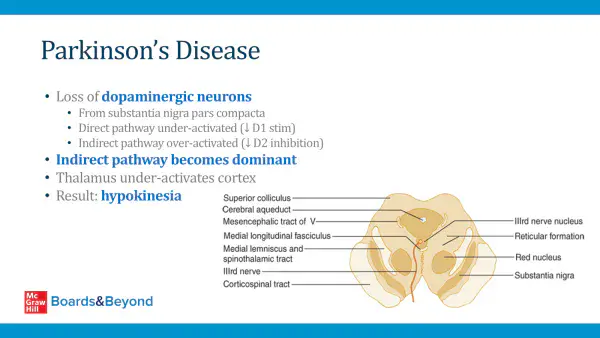 Parkinson's Disease
• Loss of dopaminergic neurons
• From substantia nigra pars compacta
• Direct pathway under-activated (↓ D1 stim)
• Indirect pathway over-activated (↓ D2 inhibition)
• Indirect pathway becomes dominant
• Thalamus under-activates cortex
• Result: hypokinesia
Superior colliculus
Cerebral aqueduct
Mesencephalic tract of V
Medial longitudinal fasciculus
Medial lemniscus and
spinothalamic tract
IIIrd nerve
Corticospinal tract
IIIrd nerve nucleus
Reticular formation
Red nucleus
Substantia nigra
Mc
Graw
Hill
Boards&Beyond